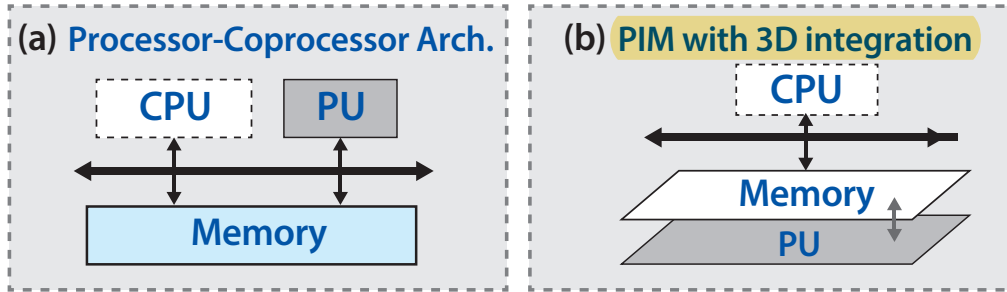 (a) Processor-Coprocessor Arch.
CPU
PU
Memory
(b) PIM with 3D integration
CPU
Memory
PU